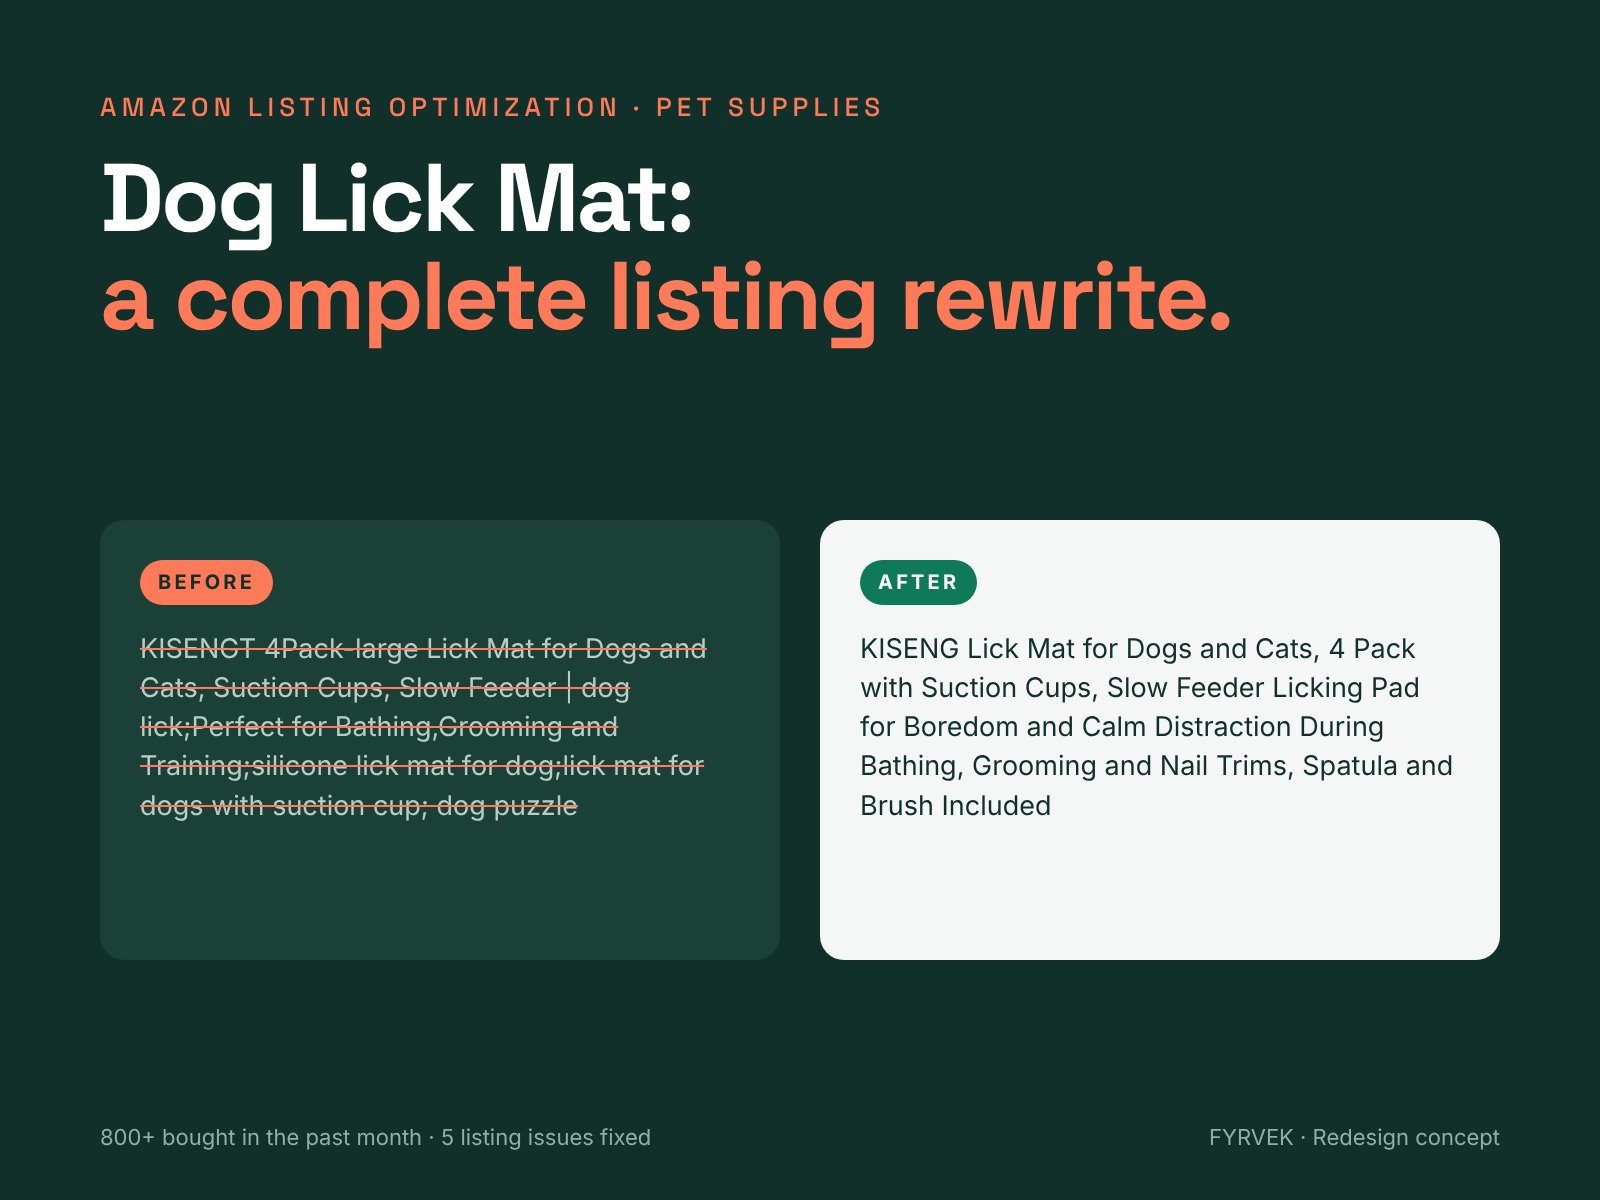 AMAZON LISTING OPTIMIZATION · PET SUPPLIES
Dog Lick Mat:
a complete listing rewrite.
BEFORE
KISENGT 4Pack-large Lick Mat for Dogs and
Cats, Suction Cups, Slow Feeder | dog
lick;Perfect for Bathing,Grooming and
Training;silicone lick mat for dog;lick mat for
dogs with suction cup; dog puzzle
AFTER
KISENG Lick Mat for Dogs and Cats, 4 Pack
with Suction Cups, Slow Feeder Licking Pad
for Boredom and Calm Distraction During
Bathing, Grooming and Nail Trims, Spatula and
Brush Included
800+ bought in the past month · 5 listing issues fixed
FYRVEK · Redesign concept